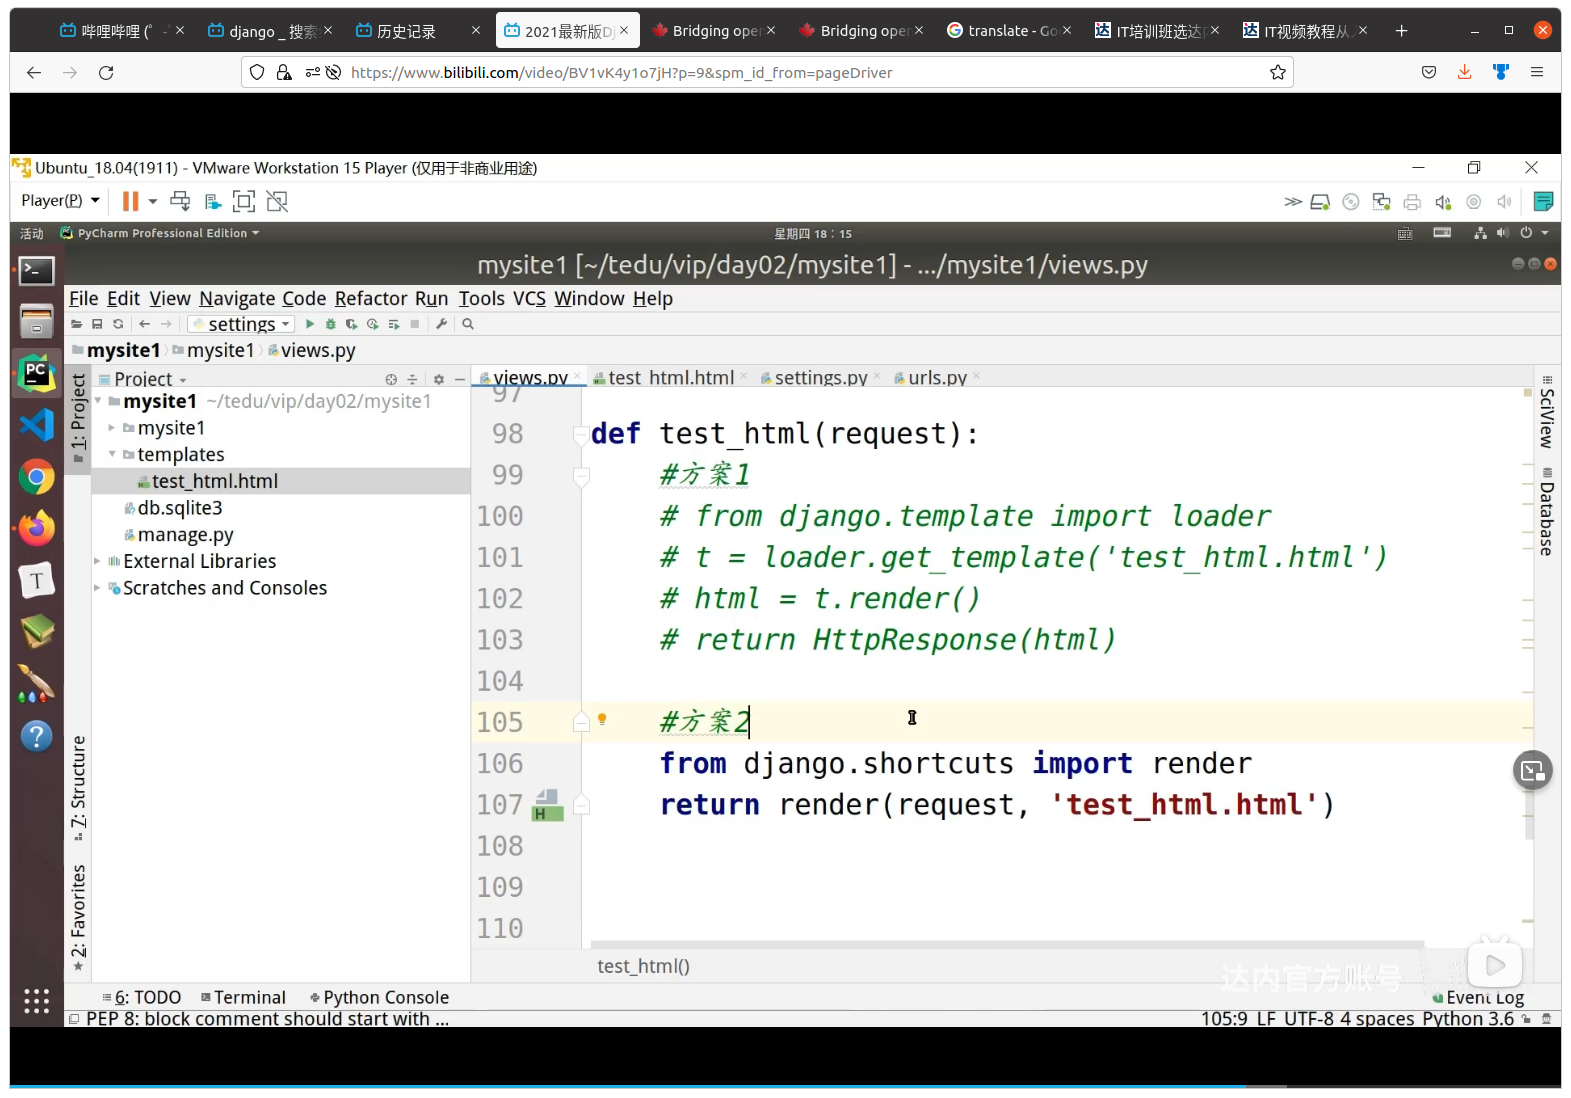 哔哩哔哩 (゜-
django _ 搜索
历史记录
2021最新版Dj
Bridging oper
Bridging oper
translate - Go
IT培训班选达
IT视频教程从
https://www.bilibili.com/video/BV1vK4y1o7jH?p=9&spm_id_from=pageDriver
Ubuntu_18.04(1911) - VMware Workstation 15 Player (仅用于非商业用途)
Player(P)
活动 PyCharm Professional Edition 星期四 18：15
mysite1 [~/tedu/vip/day02/mysite1] - .../mysite1/views.py
File Edit View Navigate Code Refactor Run Tools VCS Window Help
settings
mysite1 mysite1 views.py
1: Project
7: Structure
2: Favorites
Project
mysite1 ~/tedu/vip/day02/mysite1
mysite1
templates
test_html.html
db.sqlite3
manage.py
External Libraries
Scratches and Consoles
views.py test_html.html settings.py urls.py
97
98 def test_html(request):
99 #方案1
100 # from django.template import loader
101 # t = loader.get_template('test_html.html')
102 # html = t.render()
103 # return HttpResponse(html)
104
105 #方案2
106 from django.shortcuts import render
107 return render(request, 'test_html.html')
108
109
110
test_html()
SciView
Database
达内官方账号
6: TODO Terminal Python Console Event Log
PEP 8: block comment should start with ... 105:9 LF UTF-8 4 spaces Python 3.6